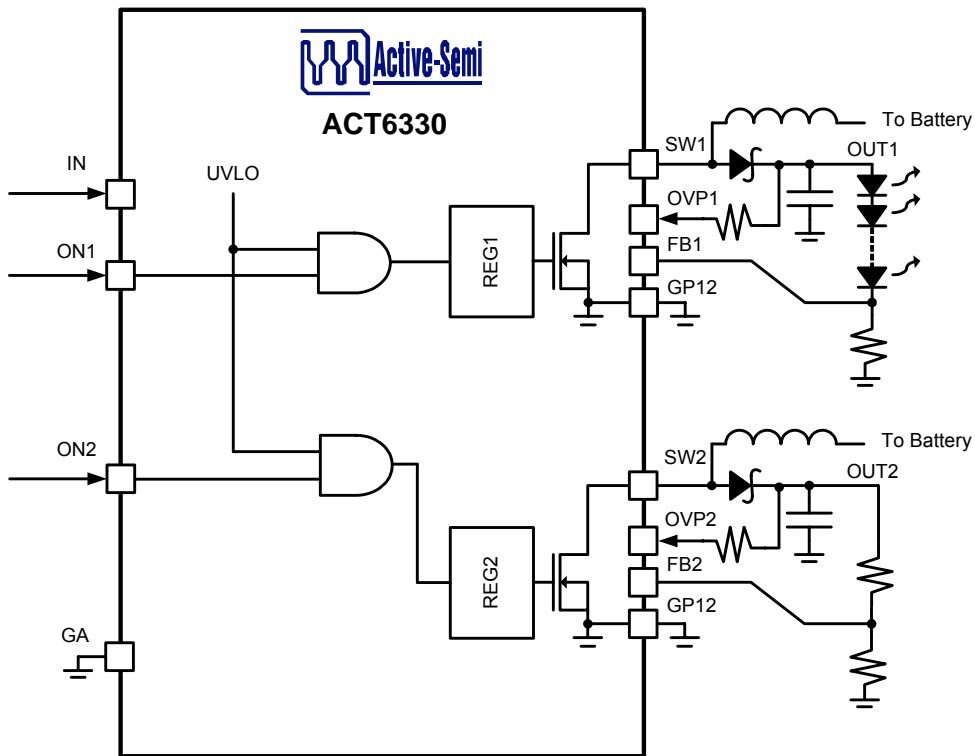 Active-Semi
ACT6330
IN
UVLO
ON1
REG1
SW1
To Battery
OUT1
OVP1
FB1
GP12
ON2
REG2
SW2
To Battery
OUT2
OVP2
FB2
GP12
GA